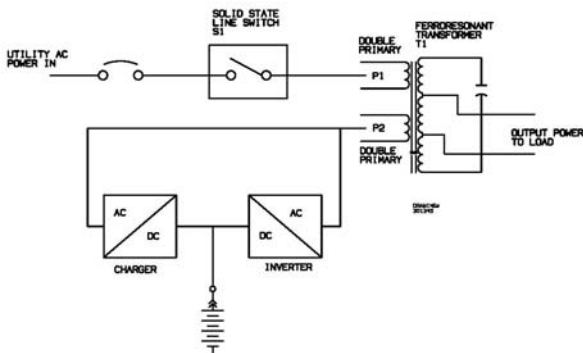 SOLID STATE
LINE SWITCH
S1
FERRORESONANT
TRANSFORMER
T1
DOUBLE
PRIMARY
UTILITY AC
POWER IN
P1
P2
DOUBLE
PRIMARY
OUTPUT POWER
TO LOAD
AC
DC
AC
DC
CHARGER
INVERTER